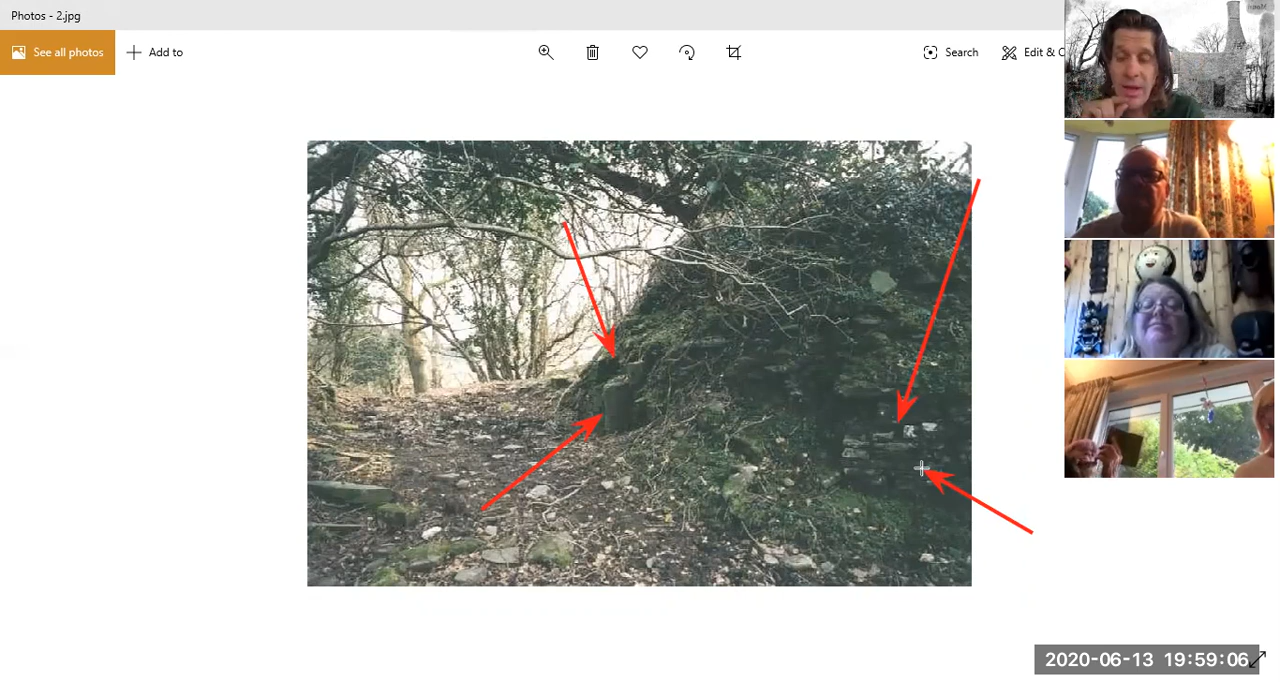 Photos - 2.jpg
See all photos
Add to
Search
Edit & C
2020-06-13 19:59:06